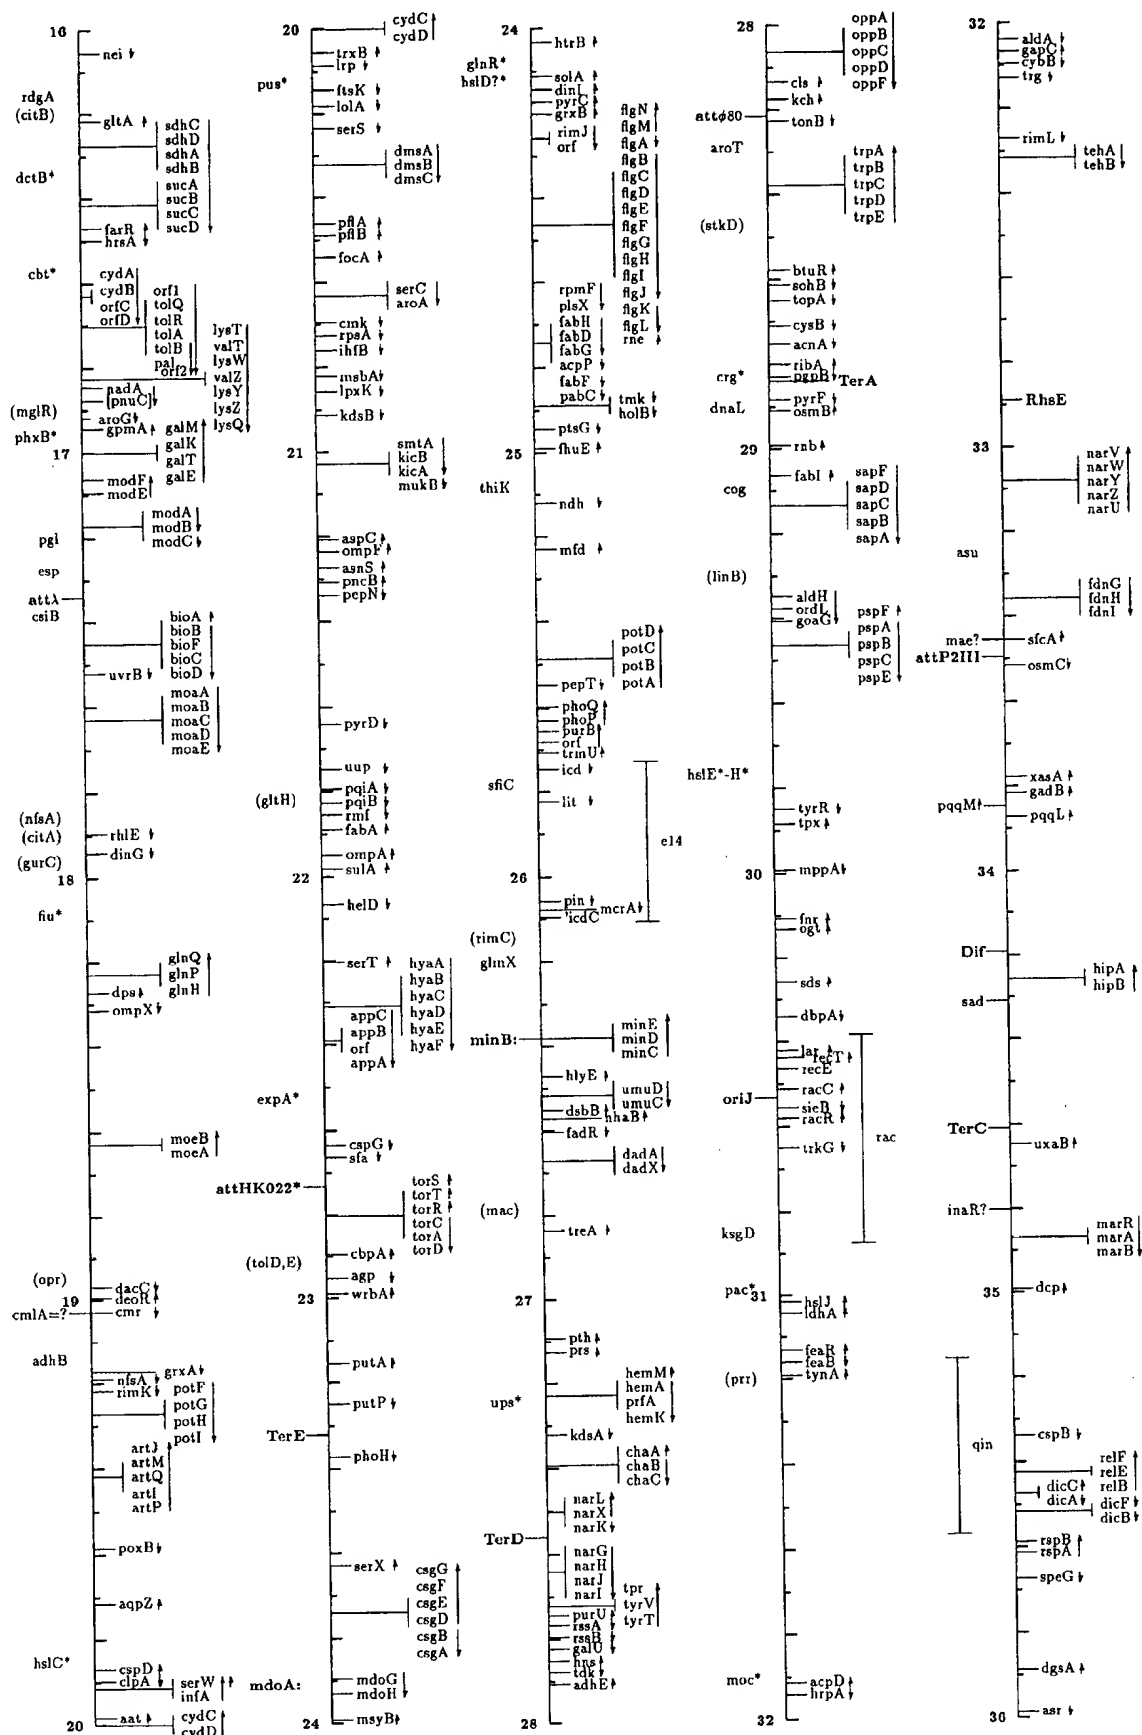 16
nei
rdgA
(citB)
gltA
sdhC
sdhD
sdhA
sdhB
dctB*
sucA
sucB
sucC
sucD
farR
hrsA
cbt*
cydA
cydB
orfC
orfD
orf1
tolQ
tolR
tolA
tolB
pal
orf2
lysT
valT
lysW
valZ
lysY
lysZ
lysQ
nadA
[pnuC]
(mglR)
aroG
gpmA
phxB*
17
galM
galK
galT
galE
modF
modE
modA
modB
modC
pgl
esp
attλ
csiB
bioA
bioB
bioF
bioC
bioD
uvrB
moaA
moaB
moaC
moaD
moaE
(nfsA)
(citA)
rhlE
dinG
(gurC)
18
fiu*
glnQ
glnP
glnH
dps
ompX
moeB
moeA
(opr)
dacC
19
deoR
cmlA=?
cmr
adhB
grxA
nfsA
rimK
potF
potG
potH
potI
artJ
artM
artQ
artI
artP
poxB
aqpZ
hslC*
cspD
clpA
serW
infA
20
aat
cydC
cydD
20
cydC
cydD
trxB
lrp
pus*
ftsK
lolA
serS
dmsA
dmsB
dmsC
pflA
pflB
focA
serC
aroA
cmk
rpsA
ihfB
msbA
lpxK
kdsB
21
smtA
kicB
kicA
mukB
aspC
ompF
asnS
pncB
pepN
pyrD
uup
pqiA
(gltH)
pqiB
rmf
fabA
ompA
sulA
22
helD
serT
hyaA
hyaB
hyaC
hyaD
hyaE
hyaF
appC
appB
orf
appA
expA*
cspG
sfa
attHK022*
torS
torT
torR
torC
torA
torD
cbpA
(tolD,E)
agp
23
wrbA
putA
putP
TerE
phoH
serX
csgG
csgF
csgE
csgD
csgB
csgA
mdoA:
mdoG
mdoH
24
msyB
24
htrB
glnR*
hslD?*
solA
dinI
pyrC
grxB
rimJ
orf
flgN
flgM
flgA
flgB
flgC
flgD
flgE
flgF
flgG
flgH
flgI
flgJ
flgK
flgL
rne
rpmF
plsX
fabH
fabD
fabG
acpP
fabF
pabC
tmk
holB
ptsG
25
fhuE
thiK
ndh
mfd
potD
potC
potB
potA
pepT
phoQ
phoP
purB
orf
trmU
icd
sfiC
lit
e14
26
pin
mcrA
'icdC
(rimC)
glmX
minB:
minE
minD
minC
hlyE
umuD
umuC
dsbB
nhaB
fadR
dadA
dadX
(mac)
treA
27
pth
prs
hemM
hemA
prfA
hemK
ups*
kdsA
chaA
chaB
chaC
narL
narX
narK
TerD
narG
narH
narJ
narI
tpr
tyrV
tyrT
purU
rssA
rssB
galU
hns
tdk
adhE
28
28
oppA
oppB
oppC
oppD
oppF
cls
kch
attϕ80
tonB
aroT
trpA
trpB
trpC
trpD
trpE
(stkD)
btuR
sohB
topA
cysB
acnA
ribA
crg*
pgpB
TerA
pyrF
dnaL
osmB
29
rnb
fabI
cog
sapF
sapD
sapC
sapB
sapA
(linB)
aldH
ordL
goaG
pspF
pspA
pspB
pspC
pspE
hslE*-H*
tyrR
tpx
30
mppA
fnr
ogt
sds
dbpA
lar
recT
recE
racC
oriJ
sieB
racR
trkG
rac
ksgD
pac*
31
hslJ
ldhA
feaR
feaB
tynA
(prr)
moc*
acpD
hrpA
32
32
aldA
gapC
cybB
trg
rimL
tehA
tehB
RhsE
33
narV
narW
narY
narZ
narU
asu
fdnG
fdnH
fdnI
mae?
sfcA
attP2III
osmC
xasA
gadB
pqqM
pqqL
34
Dif
hipA
hipB
sad
TerC
uxaB
inaR?
marR
marA
marB
35
dcp
qin
cspB
relF
relE
relB
dicC
dicA
dicF
dicB
rspB
rspA
speG
dgsA
36
asr